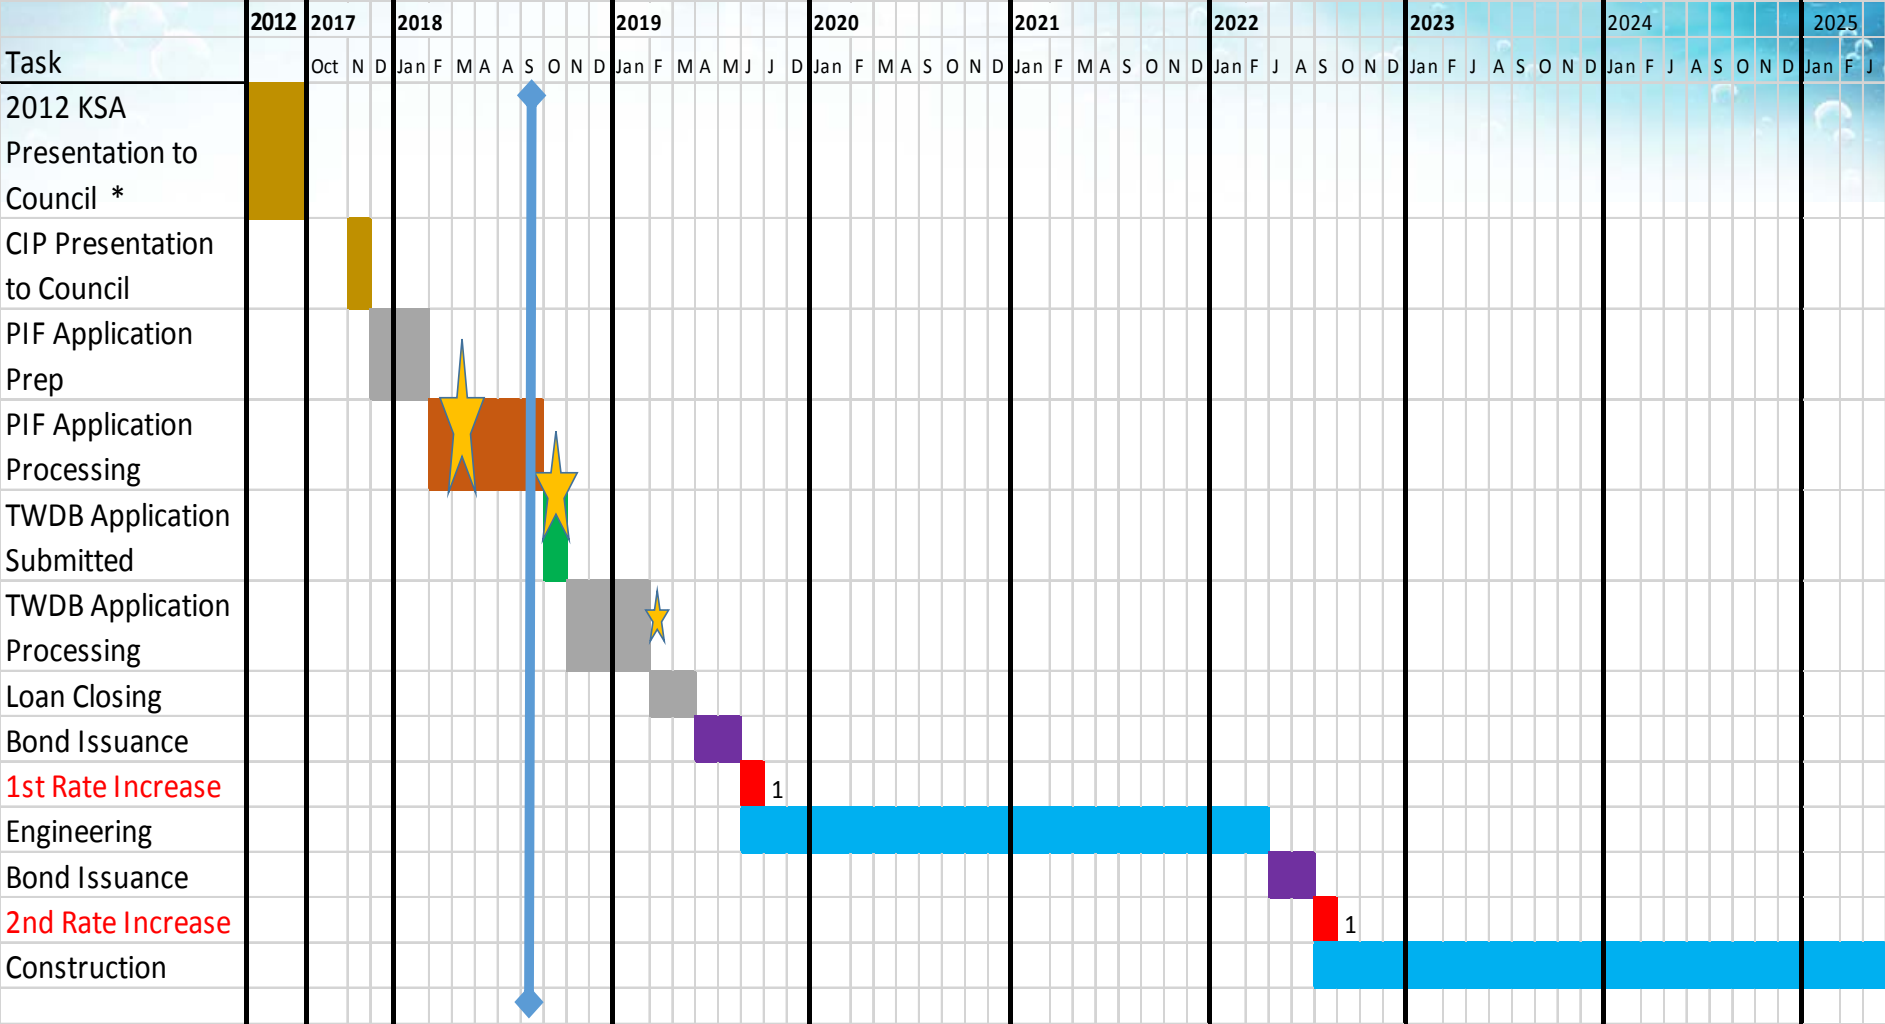 2012 2017 2018 2019 2020 2021 2022 2023 2024 2025
Task Oct N D Jan F M A A S O N D Jan F M A M J J D Jan F M A S O N D Jan F M A S O N D Jan F J A S O N D Jan F J A S O N D Jan F J A S O N D Jan F J
2012 KSA
Presentation to
Council *
CIP Presentation
to Council
PIF Application
Prep
PIF Application
Processing
TWDB Application
Submitted
TWDB Application
Processing
Loan Closing
Bond Issuance
1st Rate Increase 1
Engineering
Bond Issuance
2nd Rate Increase 1
Construction